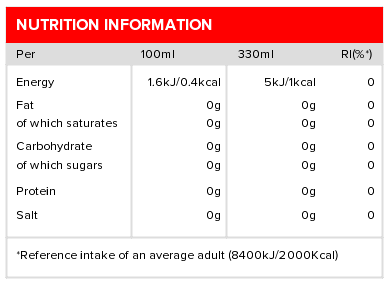 NUTRITION INFORMATION
Per 100ml 330ml RI(%*)
Energy 1.6kJ/0.4kcal 5kJ/1kcal 0
Fat 0g 0g 0
of which saturates 0g 0g 0
Carbohydrate 0g 0g 0
of which sugars 0g 0g 0
Protein 0g 0g 0
Salt 0g 0g 0
*Reference intake of an average adult (8400kJ/2000Kcal)